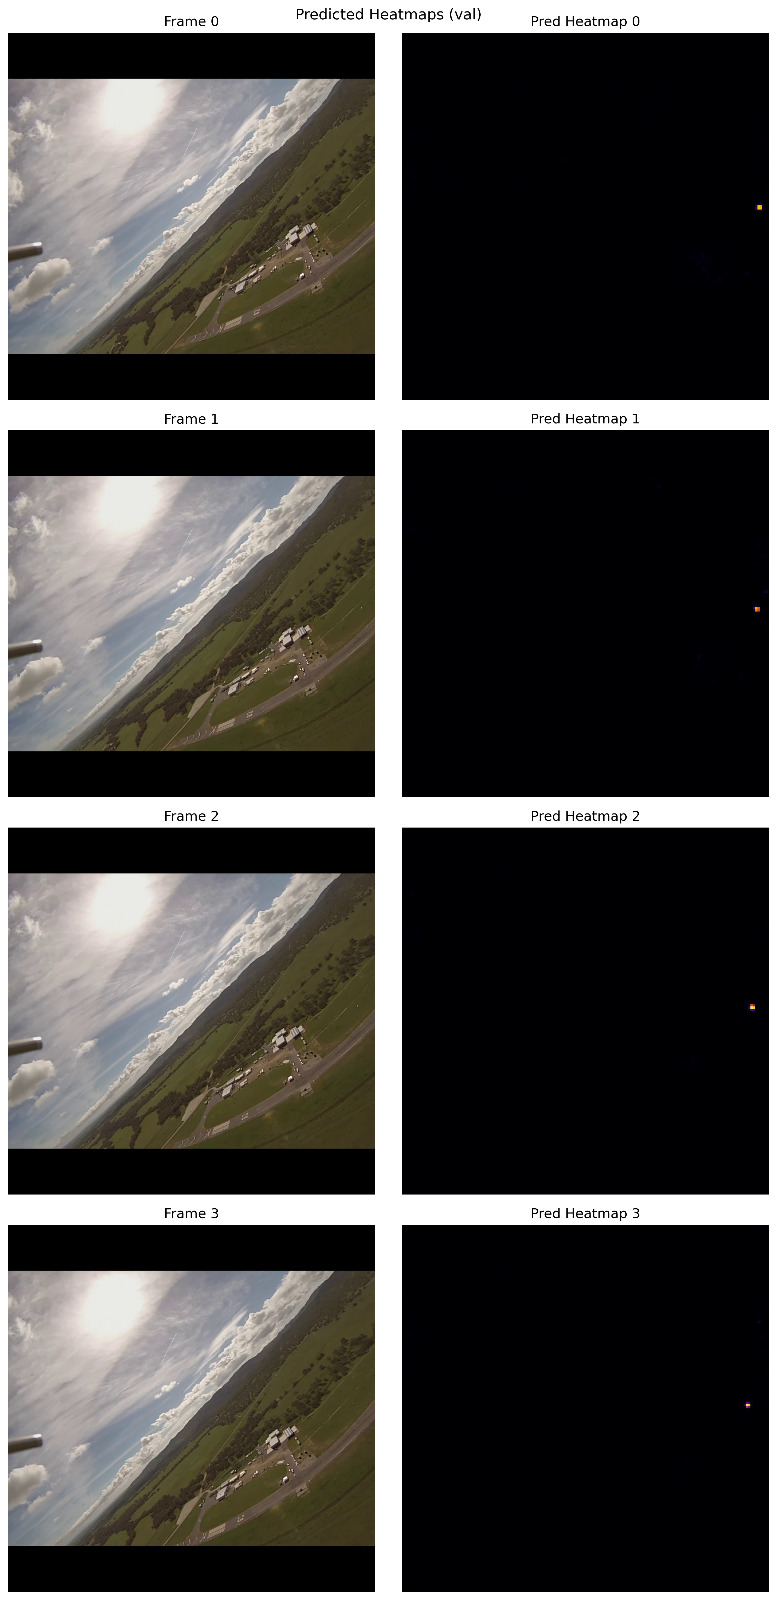 Predicted Heatmaps (val)
Frame 0
Pred Heatmap 0
Frame 1
Pred Heatmap 1
Frame 2
Pred Heatmap 2
Frame 3
Pred Heatmap 3